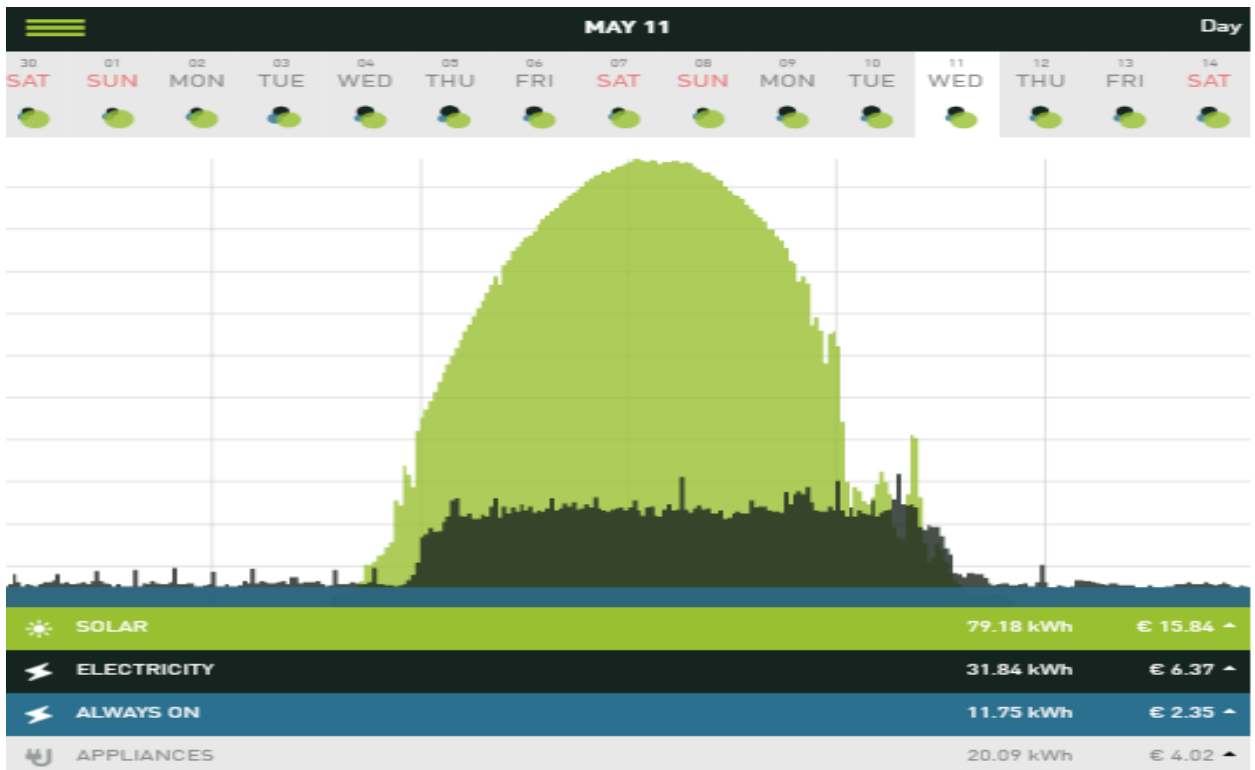 MAY 11 Day
30 01 02 03 04 05 06 07 08 09 10 11 12 13 14
SAT SUN MON TUE WED THU FRI SAT SUN MON TUE WED THU FRI SAT
SOLAR 79.18 kWh € 15.84
ELECTRICITY 31.84 kWh € 6.37
ALWAYS ON 11.75 kWh € 2.35
APPLIANCES 20.09 kWh € 4.02